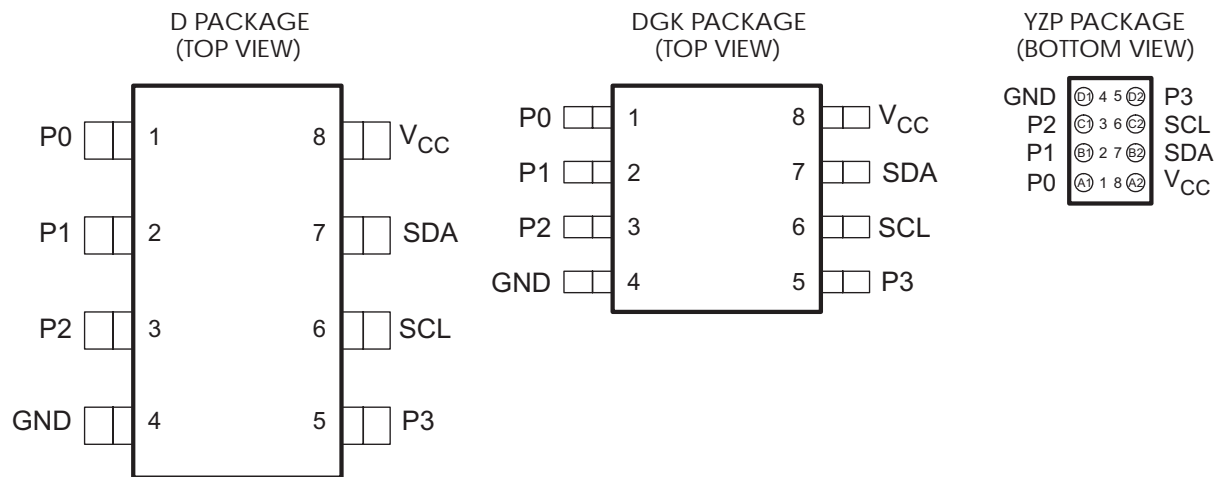 D PACKAGE
(TOP VIEW)
P0 1 8 VCC
P1 2 7 SDA
P2 3 6 SCL
GND 4 5 P3
DGK PACKAGE
(TOP VIEW)
P0 1 8 VCC
P1 2 7 SDA
P2 3 6 SCL
GND 4 5 P3
YZP PACKAGE
(BOTTOM VIEW)
GND D1 4 5 D2 P3
P2 C1 3 6 C2 SCL
P1 B1 2 7 B2 SDA
P0 A1 1 8 A2 VCC